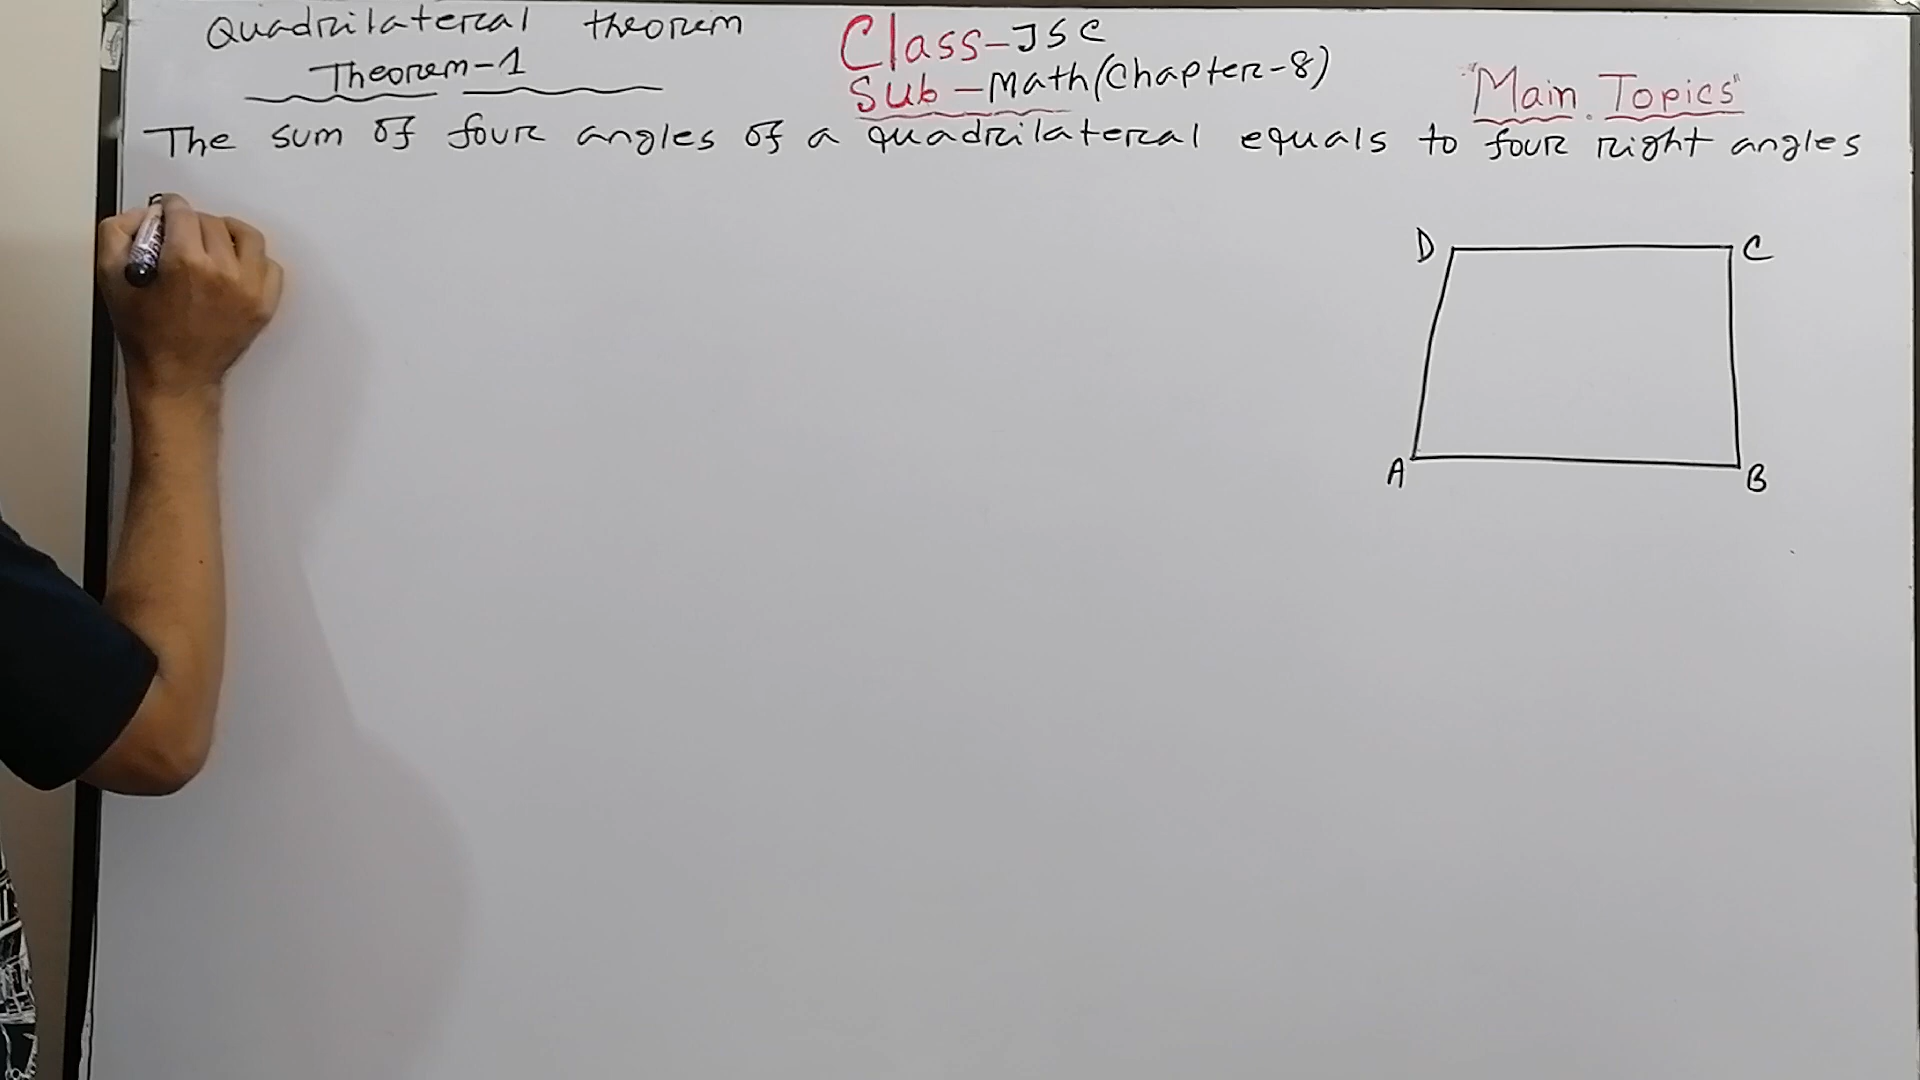 Quadrilateral theorem
Theorem-1
Class-JSC
Sub-Math(Chapter-8)
"Main Topics"
The sum of four angles of a quadrilateral equals to four right angles
D
C
A
B